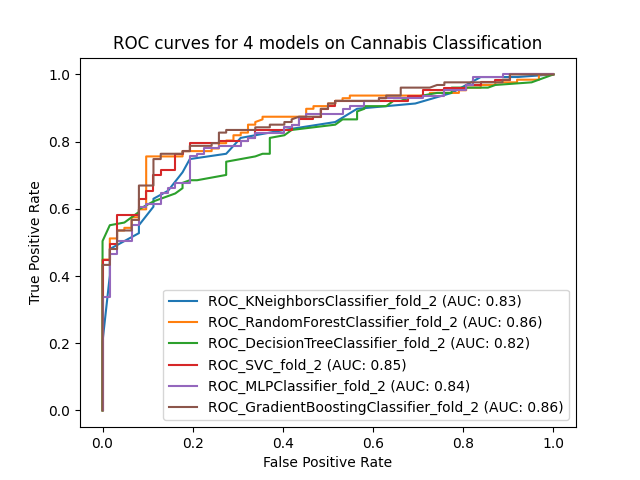 ROC curves for 4 models on Cannabis Classification
1.0
0.8
0.6
0.4
0.2
0.0
True Positive Rate
ROC_KNeighborsClassifier_fold_2 (AUC: 0.83)
ROC_RandomForestClassifier_fold_2 (AUC: 0.86)
ROC_DecisionTreeClassifier_fold_2 (AUC: 0.82)
ROC_SVC_fold_2 (AUC: 0.85)
ROC_MLPClassifier_fold_2 (AUC: 0.84)
ROC_GradientBoostingClassifier_fold_2 (AUC: 0.86)
0.0 0.2 0.4 0.6 0.8 1.0
False Positive Rate